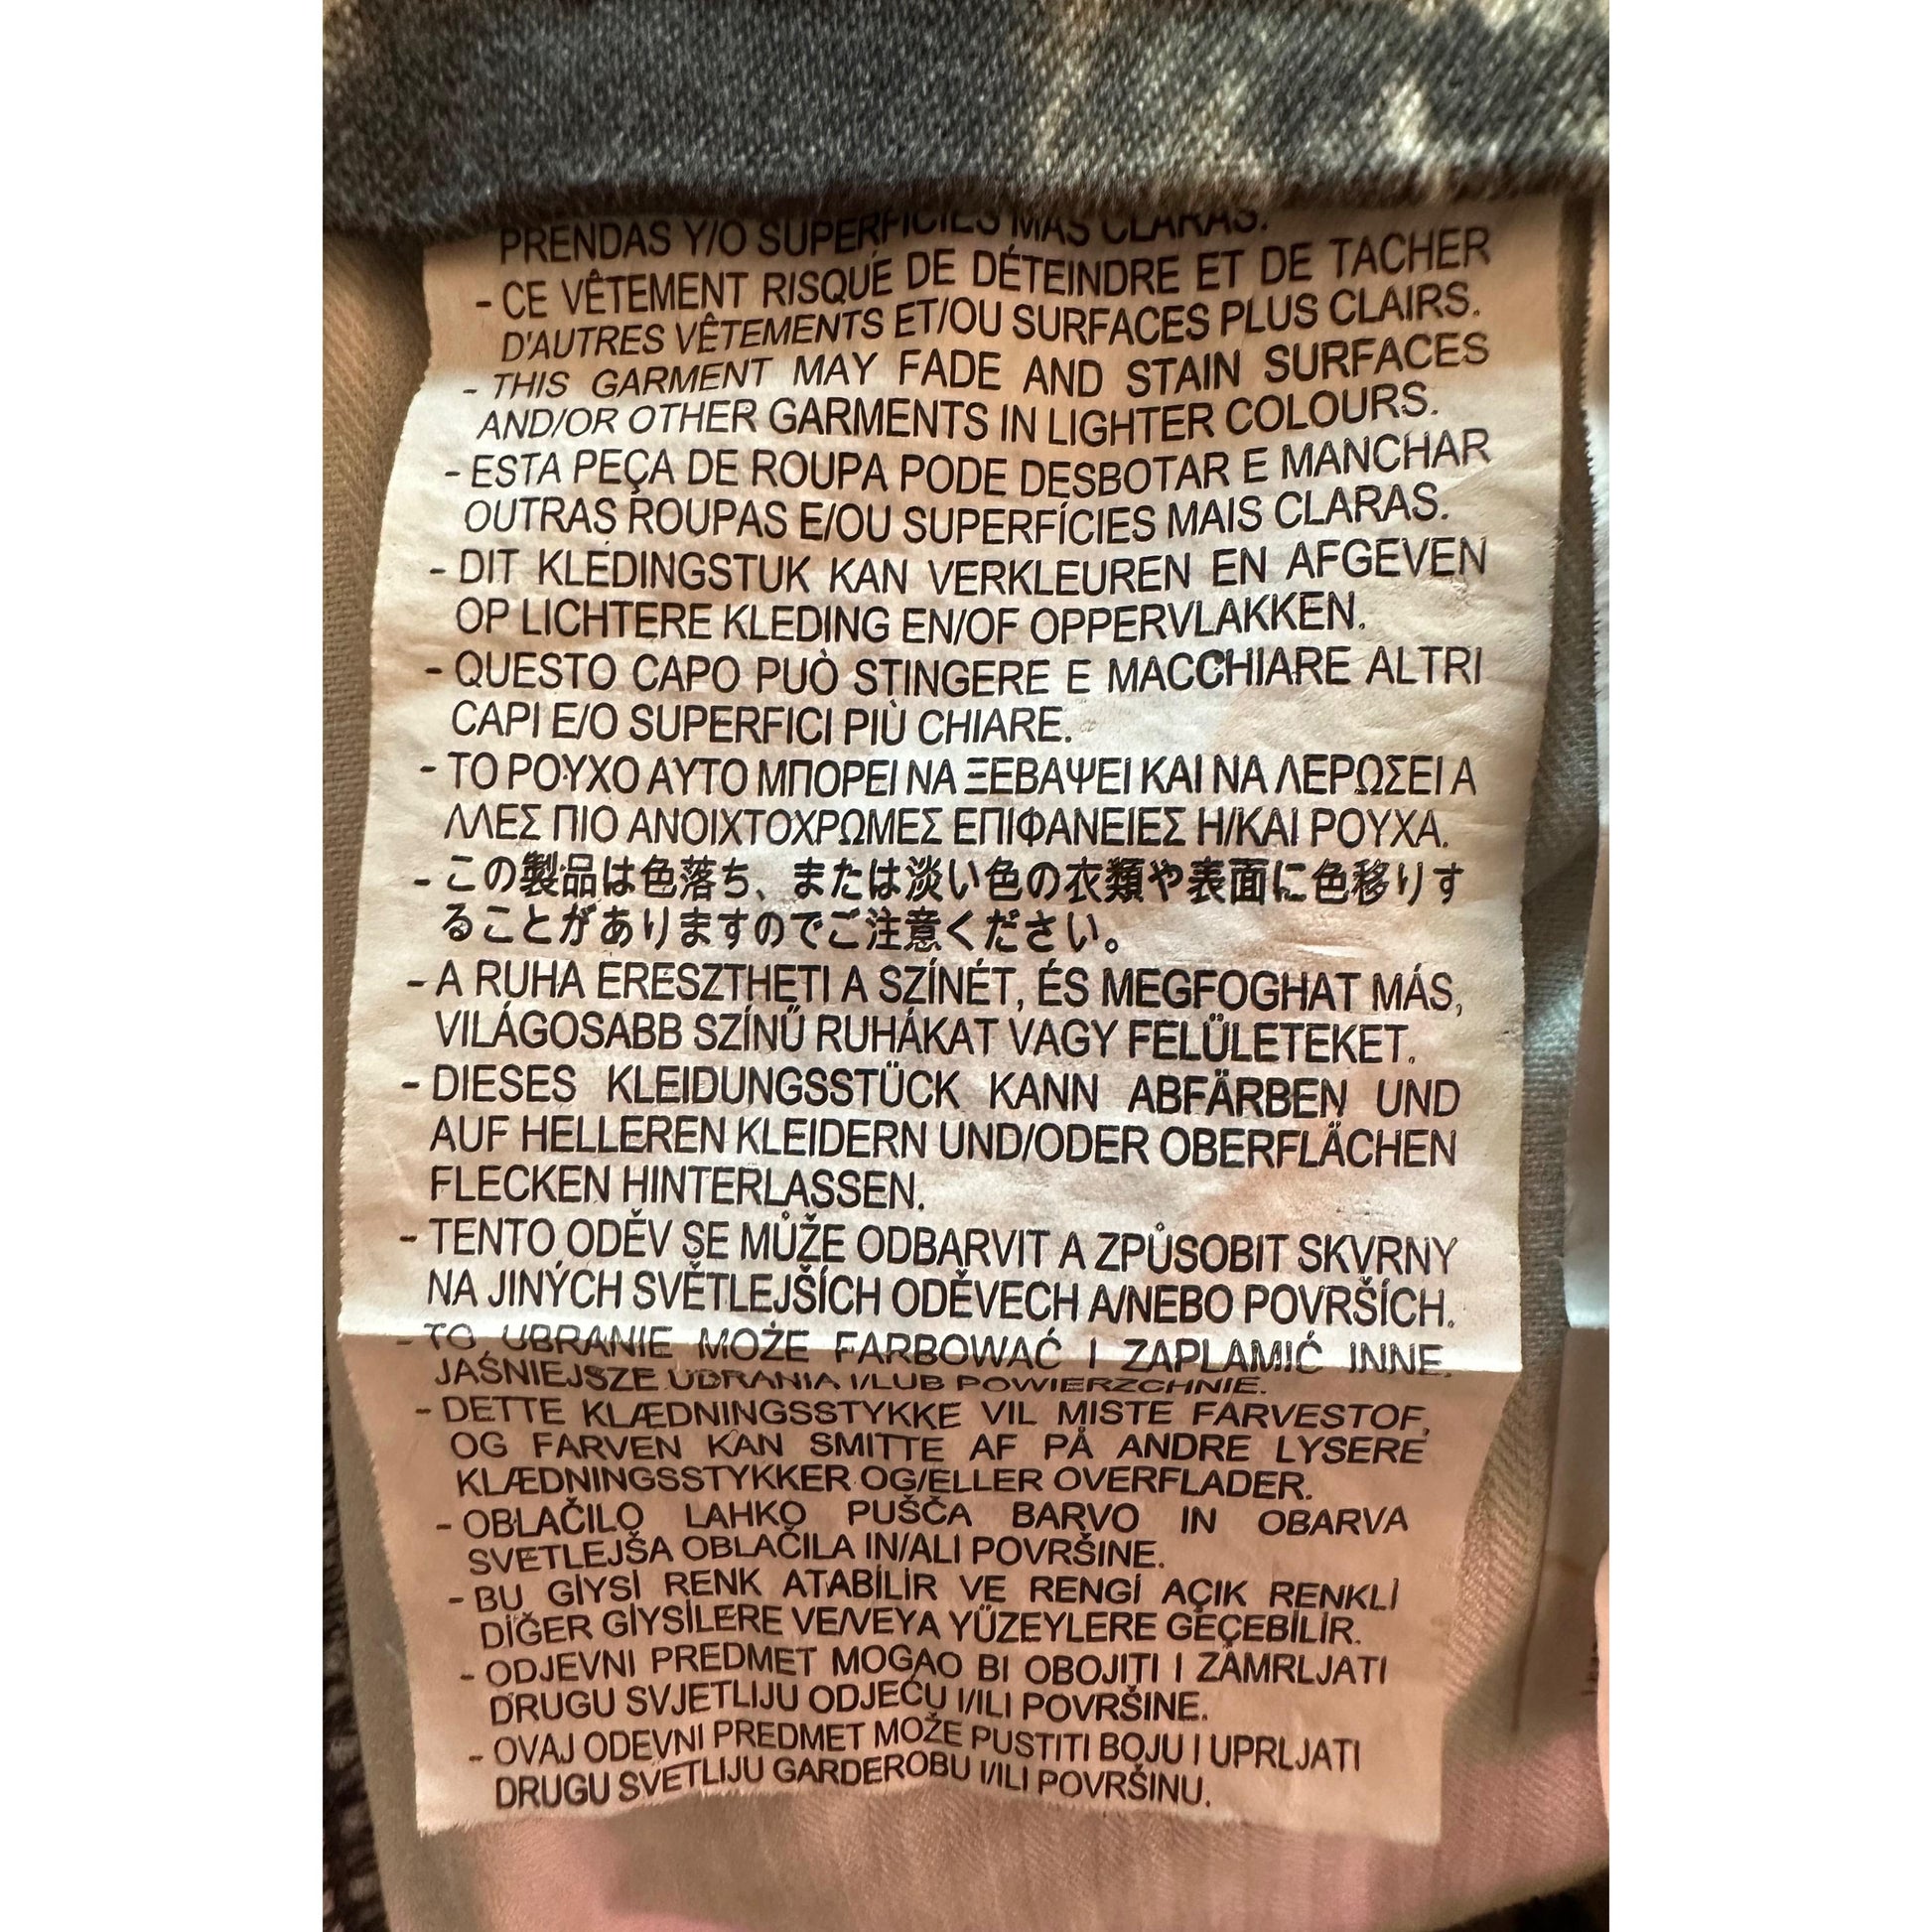 PRENDAS Y/O SUPERFICIES MÁS CLARAS.
- CE VÊTEMENT RISQUE DE DÉTEINDRE ET DE TACHER
D'AUTRES VÊTEMENTS ET/OU SURFACES PLUS CLAIRS.
- THIS GARMENT MAY FADE AND STAIN SURFACES
AND/OR OTHER GARMENTS IN LIGHTER COLOURS.
- ESTA PEÇA DE ROUPA PODE DESBOTAR E MANCHAR
OUTRAS ROUPAS E/OU SUPERFÍCIES MAIS CLARAS.
- DIT KLEDINGSTUK KAN VERKLEUREN EN AFGEVEN
OP LICHTERE KLEDING EN/OF OPPERVLAKKEN.
- QUESTO CAPO PUÒ STINGERE E MACCHIARE ALTRI
CAPI E/O SUPERFICI PIÙ CHIARE.
- ΤΟ ΡΟΥΧΟ ΑΥΤΟ ΜΠΟΡΕΙ ΝΑ ΞΕΒΑΨΕΙ ΚΑΙ ΝΑ ΛΕΡΩΣΕΙ Α
ΛΛΕΣ ΠΙΟ ΑΝΟΙΧΤΟΧΡΩΜΕΣ ΕΠΙΦΑΝΕΙΕΣ Η/ΚΑΙ ΡΟΥΧΑ.
- この製品は色落ち、または淡い色の衣類や表面に色移りす
ることがありますのでご注意ください。
- A RUHA ERESZTHETI A SZÍNÉT, ÉS MEGFOGHAT MÁS,
VILÁGOSABB SZÍNŰ RUHÁKAT VAGY FELÜLETEKET.
- DIESES KLEIDUNGSSTÜCK KANN ABFÄRBEN UND
AUF HELLEREN KLEIDERN UND/ODER OBERFLÄCHEN
FLECKEN HINTERLASSEN.
- TENTO ODĚV SE MŮŽE ODBARVIT A ZPŮSOBIT SKVRNY
NA JINÝCH SVĚTLEJŠÍCH ODĚVECH A/NEBO POVRŠÍCH.
- TO UBRANIE MOŻE FARBOWAĆ I ZAPLAMIĆ INNE,
JAŚNIEJSZE UBRANIA I/LUB POWIERZCHNIE.
- DETTE KLÆDNINGSSTYKKE VIL MISTE FARVESTOF,
OG FARVEN KAN SMITTE AF PÅ ANDRE LYSERE
KLÆDNINGSSTYKKER OG/ELLER OVERFLADER.
- OBLAČILO LAHKO PUŠČA BARVO IN OBARVA
SVETLEJŠA OBLAČILA IN/ALI POVRŠINE.
- BU GİYSİ RENK ATABİLİR VE RENGİ AÇIK RENKLİ
DİĞER GİYSİLERE VE/VEYA YÜZEYLERE GEÇEBİLİR.
- ODJEVNI PREDMET MOGAO BI OBOJITI I ZAMRLJATI
DRUGU SVJETLIJU ODJEĆU I/ILI POVRŠINE.
- OVAJ ODEVNI PREDMET MOŽE PUSTITI BOJU I UPRLJATI
DRUGU SVETLIJU GARDEROBU I/ILI POVRŠINU.